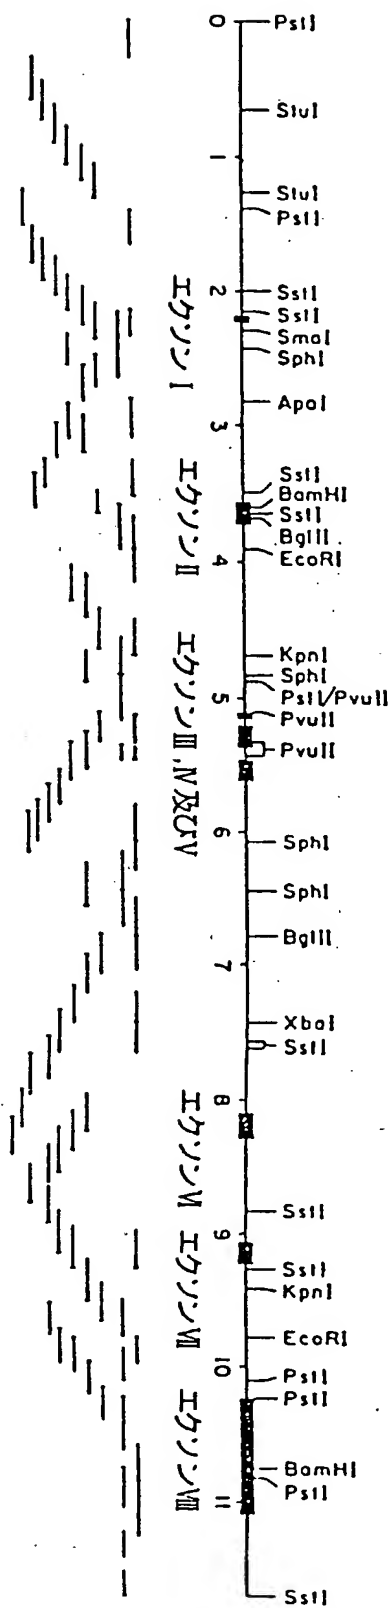 0
PstI
StuI
1
StuI
PstI
2
SstI
SstI
SmaI
SphI
ApaI
3
SstI
BamHI
SstI
BglII
EcoRI
4
KpnI
SphI
PstI/PvuII
5
PvuII
PvuII
6
SphI
SphI
BglII
7
XbaI
SstI
8
SstI
9
SstI
KpnI
EcoRI
10
PstI
PstI
BamHI
PstI
11
SstI
エクソンI
エクソンII
エクソンIII、IV及びV
エクソンVI
エクソンVII
エクソンVIII